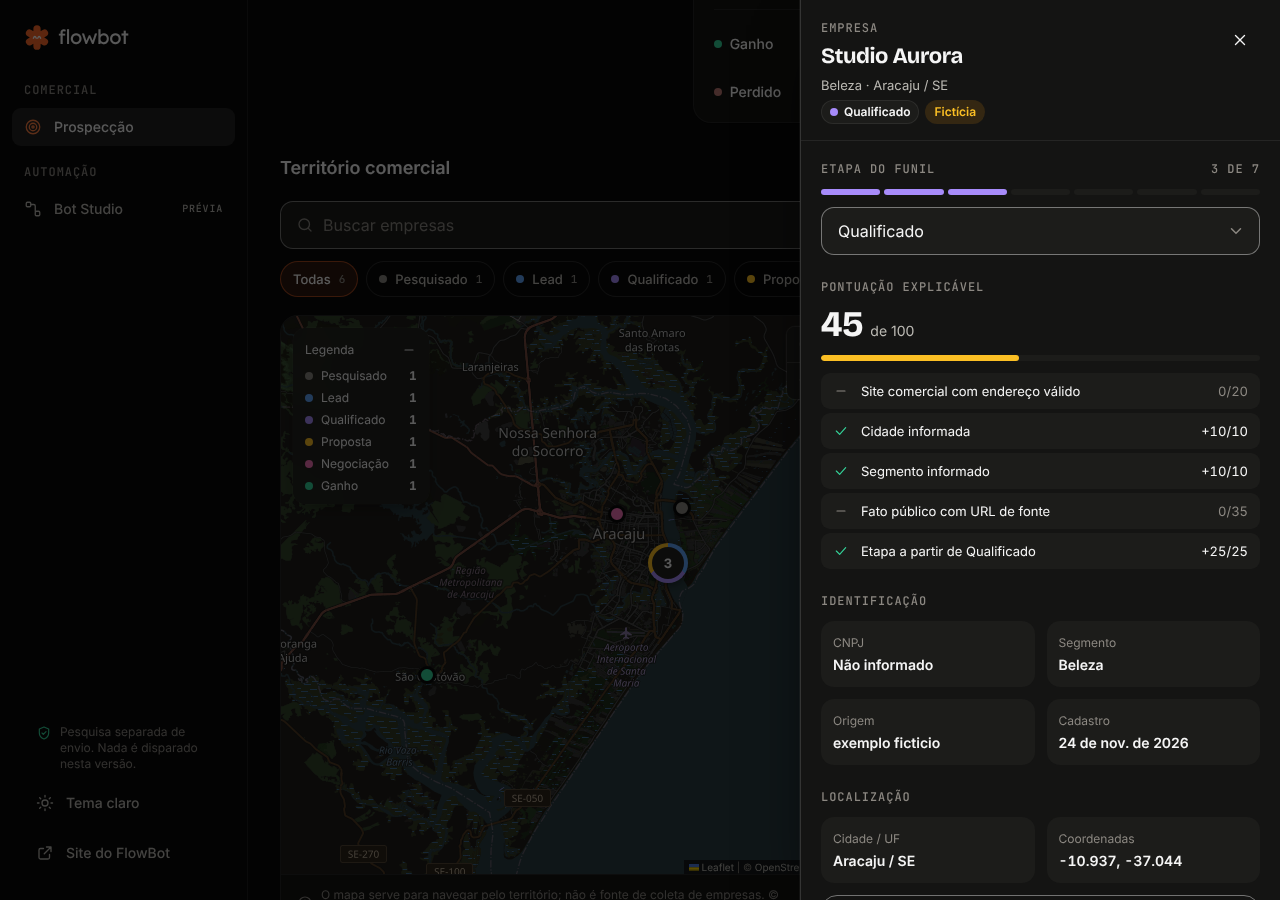 flowbot
COMERCIAL
Prospecção
AUTOMAÇÃO
Bot Studio
PRÉVIA
Pesquisa separada de
envio. Nada é disparado
nesta versão.
Tema claro
Site do FlowBot
Ganho
Perdido
Território comercial
Buscar empresas
Todas 6
Pesquisado 1
Lead 1
Qualificado 1
Propo
Legenda
Pesquisado 1
Lead 1
Qualificado 1
Proposta 1
Negociação 1
Ganho 1
Santo Amaro
das Brotas
Laranjeiras
Nossa Senhora
do Socorro
Aracaju
3
Região
Metropolitana
de Aracaju
oranga
Ajuda
Aeroporto
Internacional
de Santa
Maria
São
tóvão
Rio Vaza
Barris
SE-050
SE-270
SE-100
Leaflet | © OpenStre
O mapa serve para navegar pelo território; não é fonte de coleta de empresas. ©
EMPRESA
Studio Aurora
Beleza · Aracaju / SE
Qualificado
Fictícia
ETAPA DO FUNIL
3 DE 7
Qualificado
PONTUAÇÃO EXPLICÁVEL
45 de 100
Site comercial com endereço válido 0/20
Cidade informada +10/10
Segmento informado +10/10
Fato público com URL de fonte 0/35
Etapa a partir de Qualificado +25/25
IDENTIFICAÇÃO
CNPJ
Não informado
Segmento
Beleza
Origem
exemplo ficticio
Cadastro
24 de nov. de 2026
LOCALIZAÇÃO
Cidade / UF
Aracaju / SE
Coordenadas
-10.937, -37.044